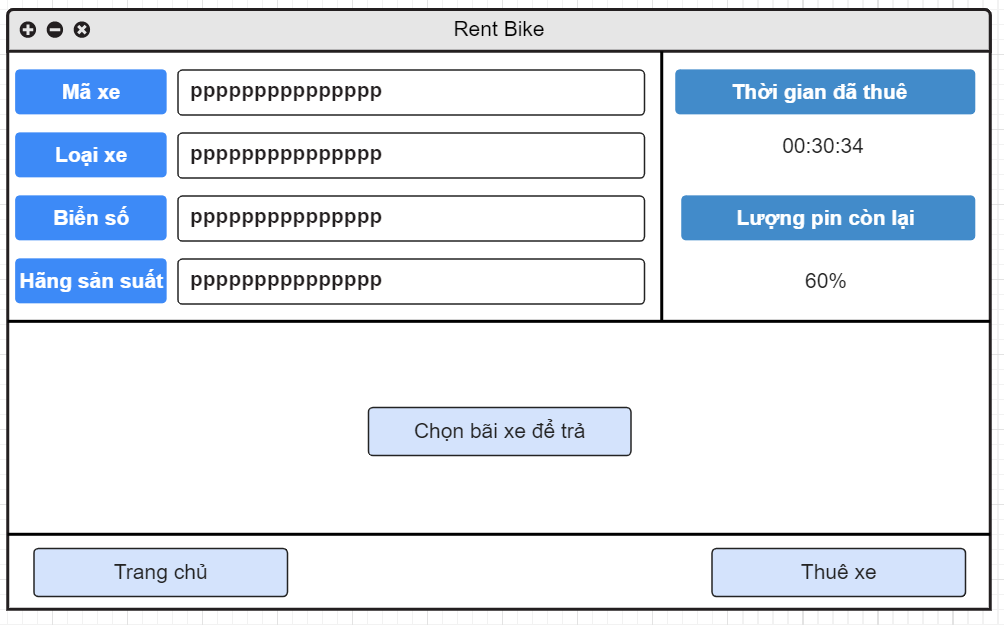 Rent Bike
Mã xe
pppppppppppppppp
Loại xe
pppppppppppppppp
Biển số
pppppppppppppppp
Hãng sản suất
pppppppppppppppp
Thời gian đã thuê
00:30:34
Lượng pin còn lại
60%
Chọn bãi xe để trả
Trang chủ
Thuê xe